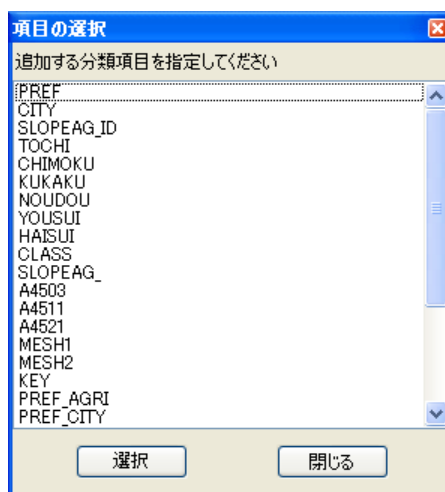 項目の選択
追加する分類項目を指定してください
PREF
CITY
SLOPEAG_ID
TOCHI
CHIMOKU
KUKAKU
NOUDOU
YOUSUI
HAISUI
CLASS
SLOPEAG_
A4503
A4511
A4521
MESH1
MESH2
KEY
PREF_AGRI
PREF_CITY
選択
閉じる